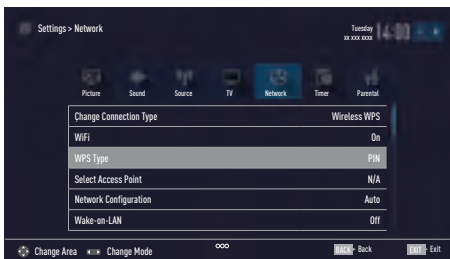 Settings > Network
Tuesday
xx xxx xxxx
14:00
Picture Sound Source TV Network Timer Parental
Change Connection Type Wireless WPS
WiFi On
WPS Type PIN
Select Access Point N/A
Network Configuration Auto
Wake-on-LAN Off
Change Area Change Mode BACK - Back EXIT - Exit